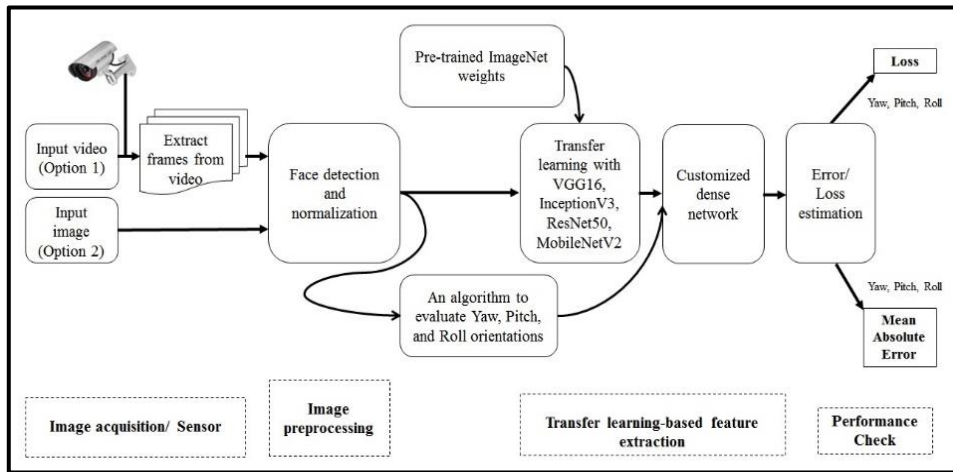 Input video
(Option 1)
Extract
frames from
video
Input
image
(Option 2)
Face detection
and
normalization
Pre-trained ImageNet
weights
Transfer
learning with
VGG16,
InceptionV3,
ResNet50,
MobileNetV2
An algorithm to
evaluate Yaw, Pitch,
and Roll orientations
Customized
dense
network
Error/
Loss
estimation
Loss
Yaw, Pitch, Roll
Yaw, Pitch, Roll
Mean
Absolute
Error
Image acquisition/ Sensor
Image
preprocessing
Transfer learning-based feature
extraction
Performance
Check